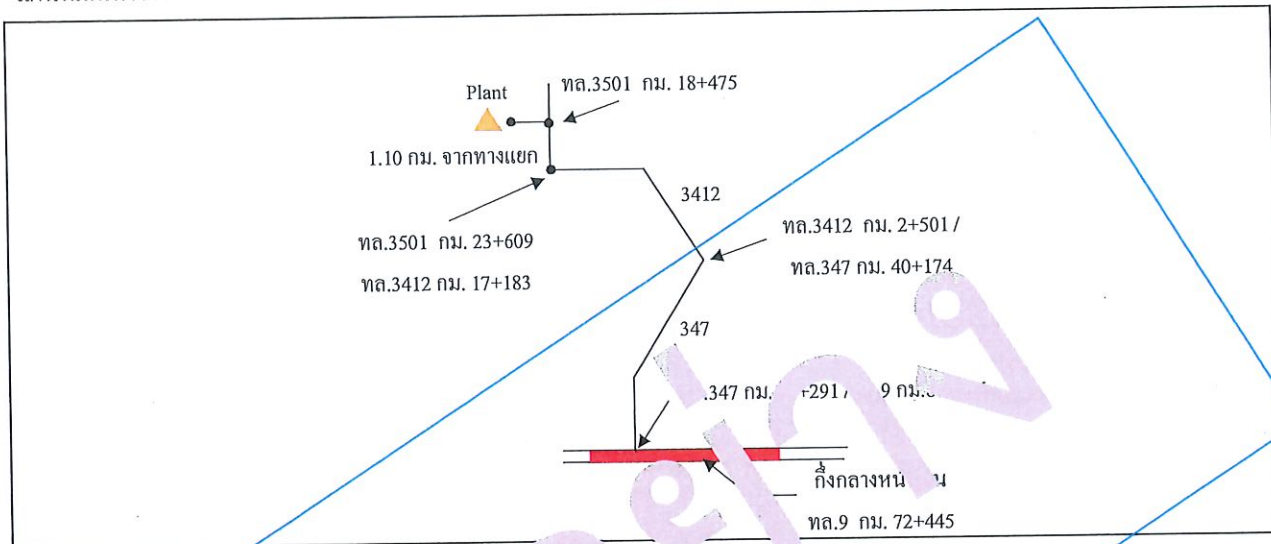 Plant
ทล.3501 กม. 18+475
1.10 กม. จากทางแยก
3412
ทล.3501 กม. 23+609
ทล.3412 กม. 17+183
ทล.3412 กม. 2+501 /
ทล.347 กม. 40+174
347
.347 กม. +291 / 9 กม.
กึ่งกลางหน้
ทล.9 กม. 72+445